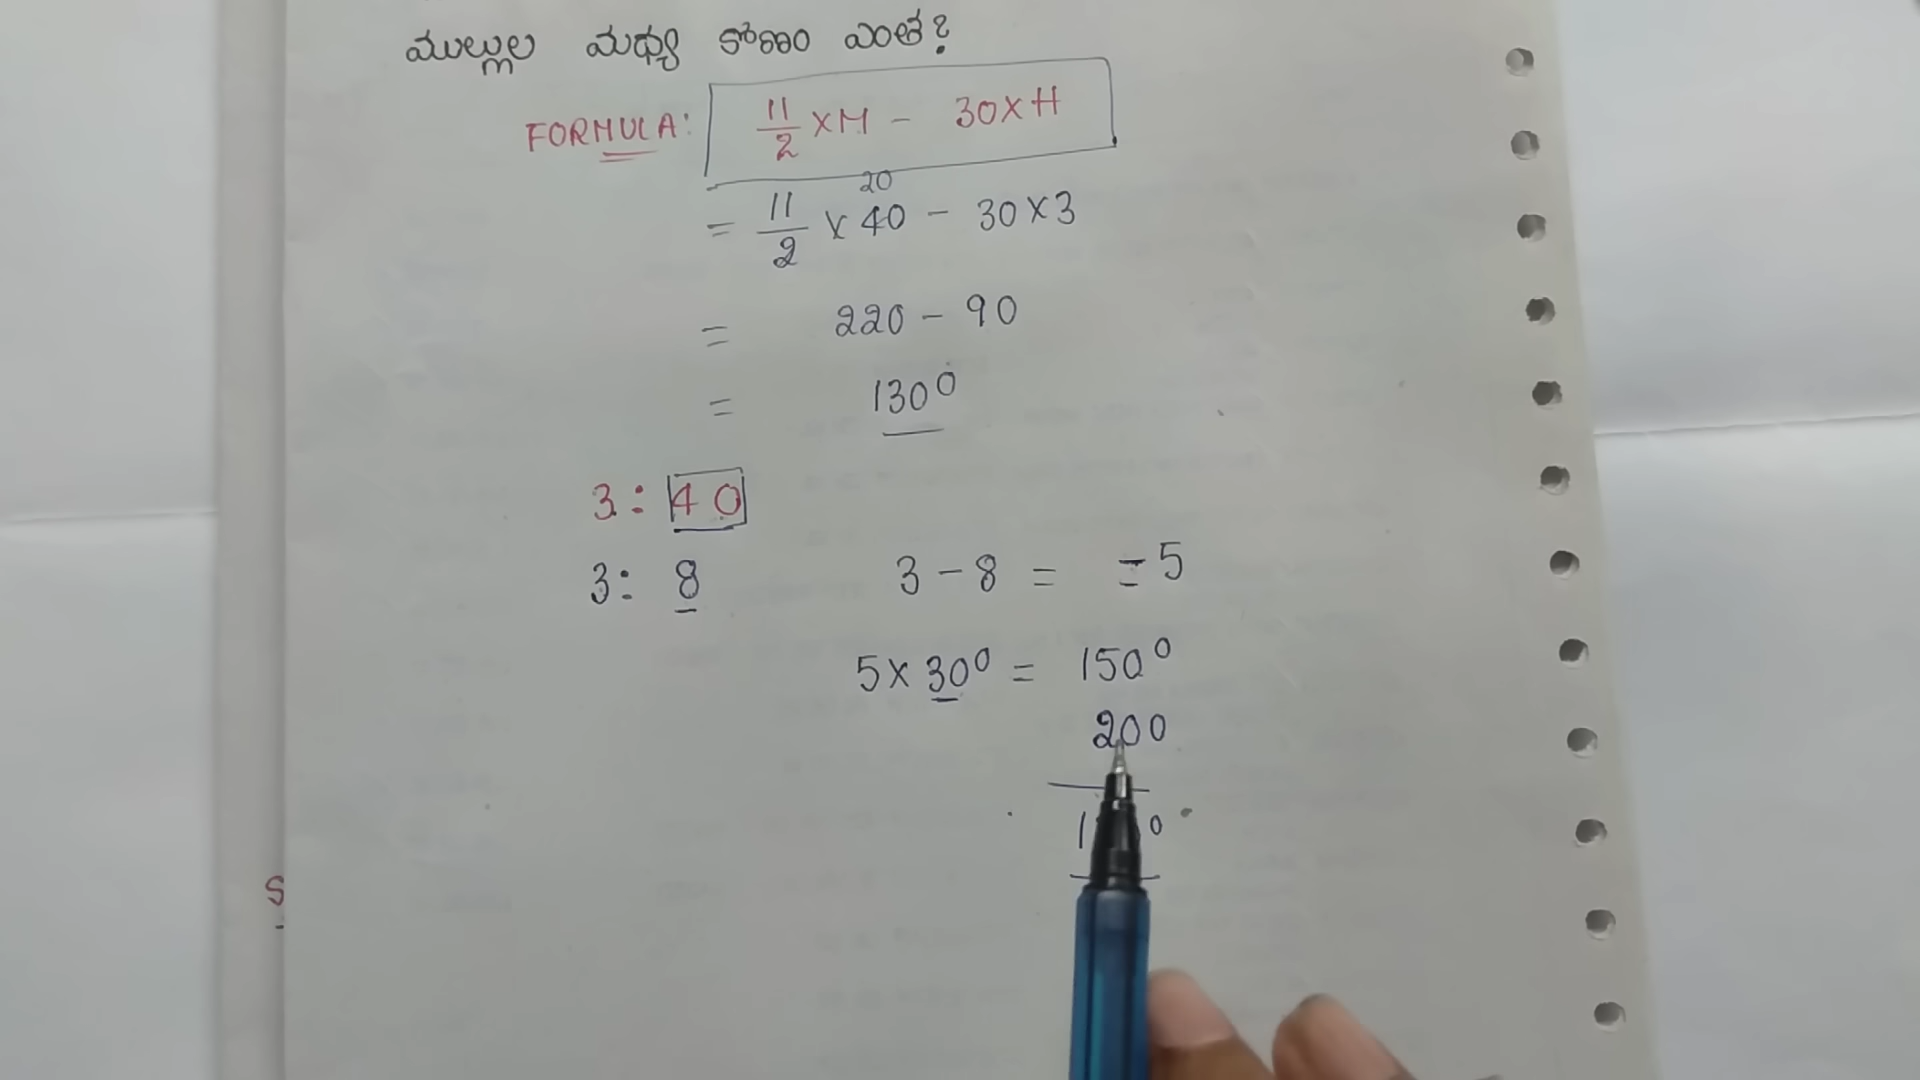 ముల్లుల మధ్య కోణం ఎంత?
FORMULA: 11/2 × M - 30 × H
= 11/2 × 40 - 30 × 3
20
= 220 - 90
= 130°
3 : 40
3 : 8
3 - 8 = -5
5 × 30° = 150°
20°
S